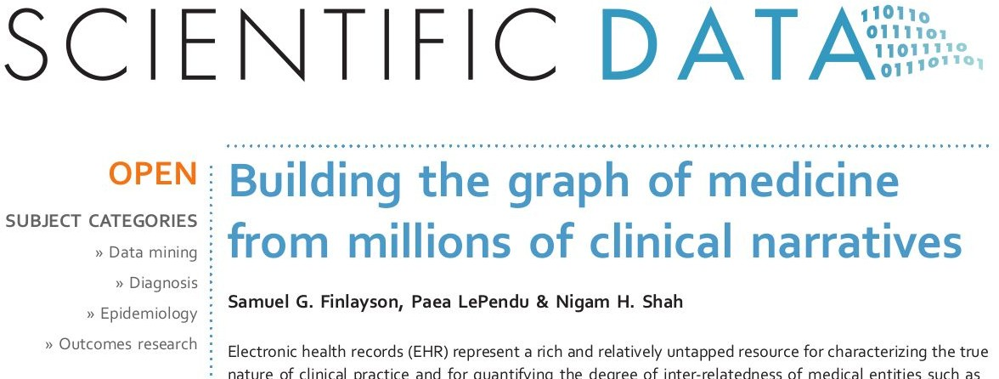 SCIENTIFIC DATA
110110
0111101
11011110
011101101
OPEN
SUBJECT CATEGORIES
» Data mining
» Diagnosis
» Epidemiology
» Outcomes research
Building the graph of medicine
from millions of clinical narratives
Samuel G. Finlayson, Paea LePendu & Nigam H. Shah
Electronic health records (EHR) represent a rich and relatively untapped resource for characterizing the true
nature of clinical practice and for quantifying the degree of inter-relatedness of medical entities such as